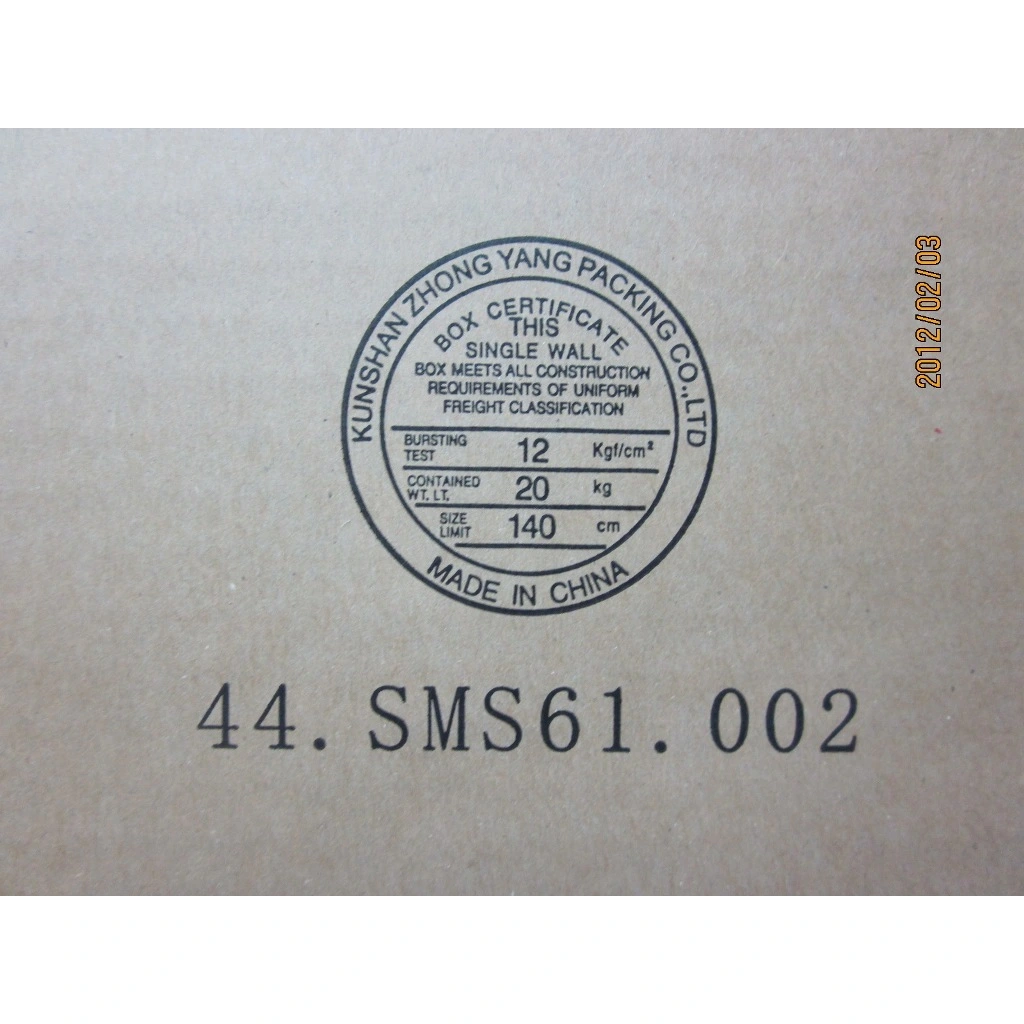 KUNSHAN ZHONG YANG PACKING CO.,LTD
BOX CERTIFICATE
THIS
SINGLE WALL
BOX MEETS ALL CONSTRUCTION
REQUIREMENTS OF UNIFORM
FREIGHT CLASSIFICATION
BURSTING TEST 12 Kgf/cm²
CONTAINED WT. LT. 20 kg
SIZE LIMIT 140 cm
MADE IN CHINA
44.SMS61.002
2012/02/03